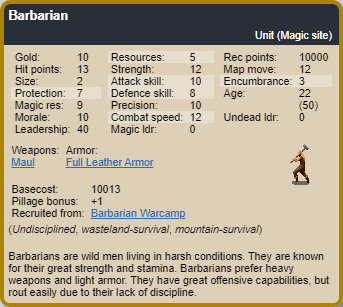 Barbarian
Unit (Magic site)
Gold: 10 Resources: 5 Rec points: 10000
Hit points: 13 Strength: 12 Map move: 12
Size: 2 Attack skill: 10 Encumbrance: 3
Protection: 7 Defence skill: 8 Age: 22
Magic res: 9 Precision: 10 (50)
Morale: 10 Combat speed: 12 Undead ldr: 0
Leadership: 40 Magic ldr: 0
Weapons: Armor:
Maul Full Leather Armor
Basecost: 10013
Pillage bonus: +1
Recruited from: Barbarian Warcamp
(Undisciplined, wasteland-survival, mountain-survival)
Barbarians are wild men living in harsh conditions. They are
known for their great strength and stamina. Barbarians prefer heavy
weapons and light armor. They have great offensive capabilities, but
rout easily due to their lack of discipline.